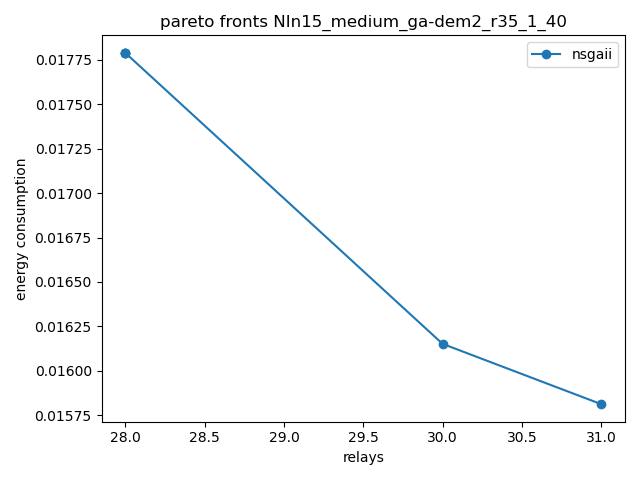 pareto fronts NIn15_medium_ga-dem2_r35_1_40
nsgaii
energy consumption
0.01775
0.01750
0.01725
0.01700
0.01675
0.01650
0.01625
0.01600
0.01575
28.0 28.5 29.0 29.5 30.0 30.5 31.0
relays